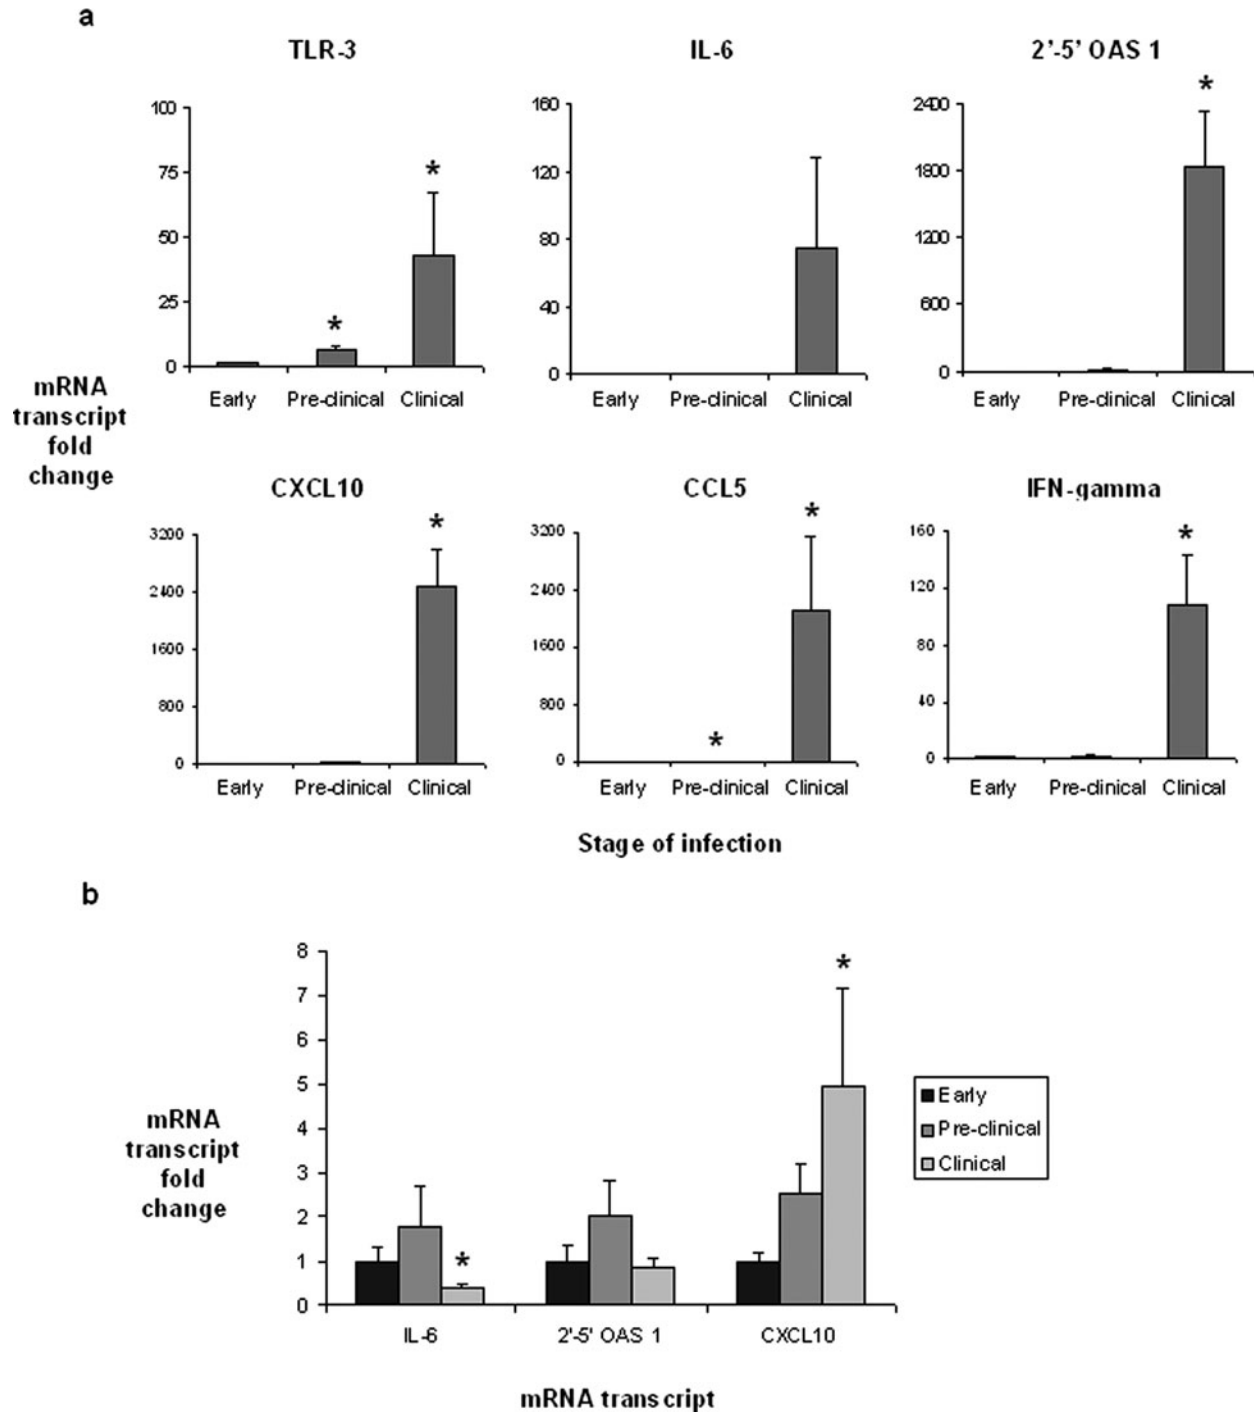 a
TLR-3
IL-6
2'-5' OAS 1
100
75
50
25
0
160
120
80
40
0
2400
1800
1200
600
0
*
*
*
Early Pre-clinical Clinical
Early Pre-clinical Clinical
Early Pre-clinical Clinical
mRNA
transcript
fold
change
CXCL10
CCL5
IFN-gamma
3200
2400
1600
800
0
3200
2400
1600
800
0
160
120
80
40
0
*
*
*
*
Early Pre-clinical Clinical
Early Pre-clinical Clinical
Early Pre-clinical Clinical
Stage of infection
b
8
7
6
5
4
3
2
1
0
*
*
mRNA
transcript
fold
change
Early
Pre-clinical
Clinical
IL-6
2'-5' OAS 1
CXCL10
mRNA transcript